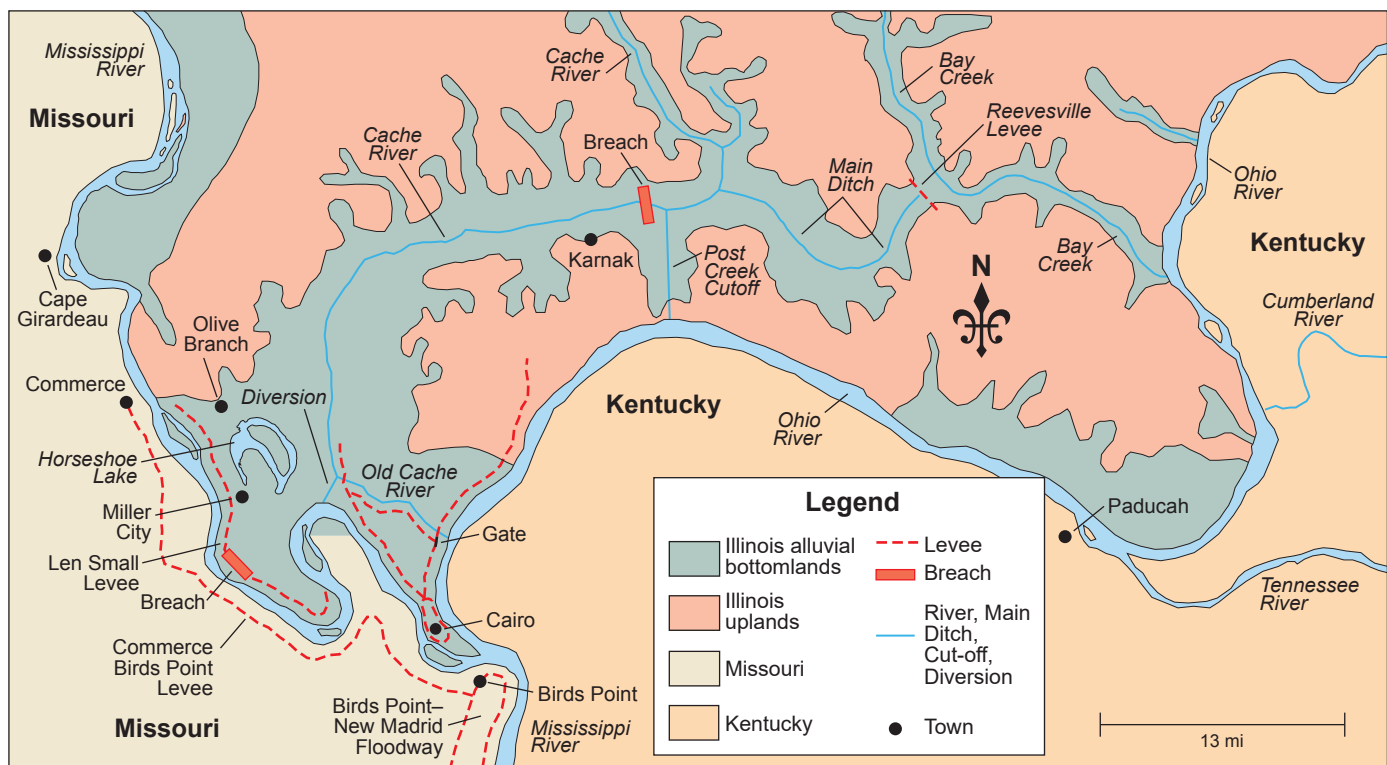 Mississippi
River
Missouri
Cape
Girardeau
Commerce
Olive
Branch
Diversion
Horseshoe
Lake
Miller
City
Len Small
Levee
Breach
Commerce
Birds Point
Levee
Missouri
Cache
River
Cache
River
Breach
Karnak
Post
Creek
Cutoff
Main
Ditch
Bay
Creek
Reevesville
Levee
Bay
Creek
N
Ohio
River
Kentucky
Cumberland
River
Kentucky
Ohio
River
Old Cache
River
Gate
Cairo
Birds Point
Birds Point–
New Madrid
Floodway
Mississippi
River
Paducah
Tennessee
River
Legend
Illinois alluvial
bottomlands
Illinois
uplands
Missouri
Kentucky
Levee
Breach
River, Main
Ditch,
Cut-off,
Diversion
Town
13 mi